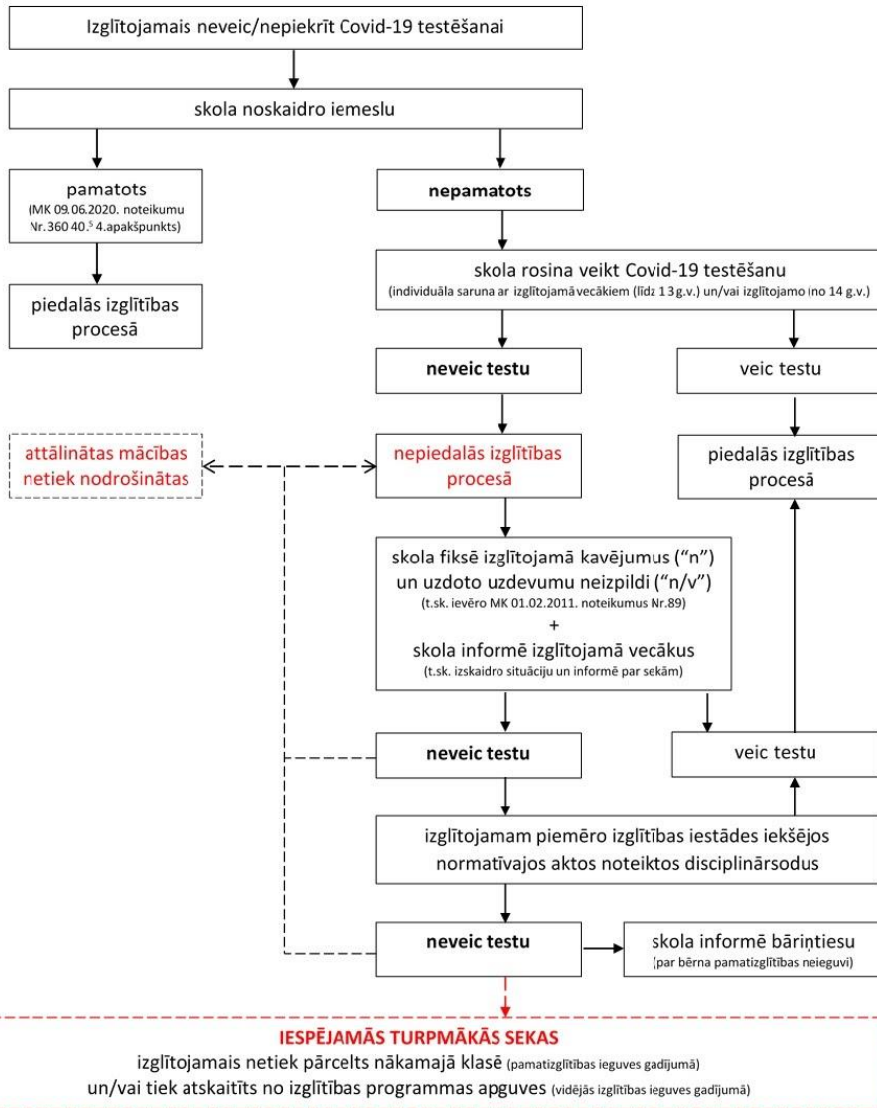 Izglītojamais neveic/nepiekrīt Covid-19 testēšanai
skola noskaidro iemeslu
pamatots
(MK 09.06.2020. noteikumu
Nr.360 40.⁵ 4.apakšpunkts)
nepamatots
skola rosina veikt Covid-19 testēšanu
(individuāla saruna ar izglītojamā vecākiem (līdz 13 g.v.) un/vai izglītojamo (no 14 g.v.)
piedalās izglītības
procesā
neveic testu
veic testu
attālinātas mācības
netiek nodrošinātas
nepiedalās izglītības
procesā
piedalās izglītības
procesā
skola fiksē izglītojamā kavējumus (“n”)
un uzdoto uzdevumu neizpildi (“n/v”)
(t.sk. ievēro MK 01.02.2011. noteikumus Nr.89)
+
skola informē izglītojamā vecākus
(t.sk. izskaidro situāciju un informē par sekām)
neveic testu
veic testu
izglītojamam piemēro izglītības iestādes iekšējos
normatīvajos aktos noteiktos disciplinārsodus
neveic testu
skola informē bāriņtiesu
(par bērna pamatizglītības neieguvi)
IESPĒJAMĀS TURPMĀKĀS SEKAS
izglītojamais netiek pārcelts nākamajā klasē (pamatizglītības ieguves gadījumā)
un/vai tiek atskaitīts no izglītības programmas apguves (vidējās izglītības ieguves gadījumā)